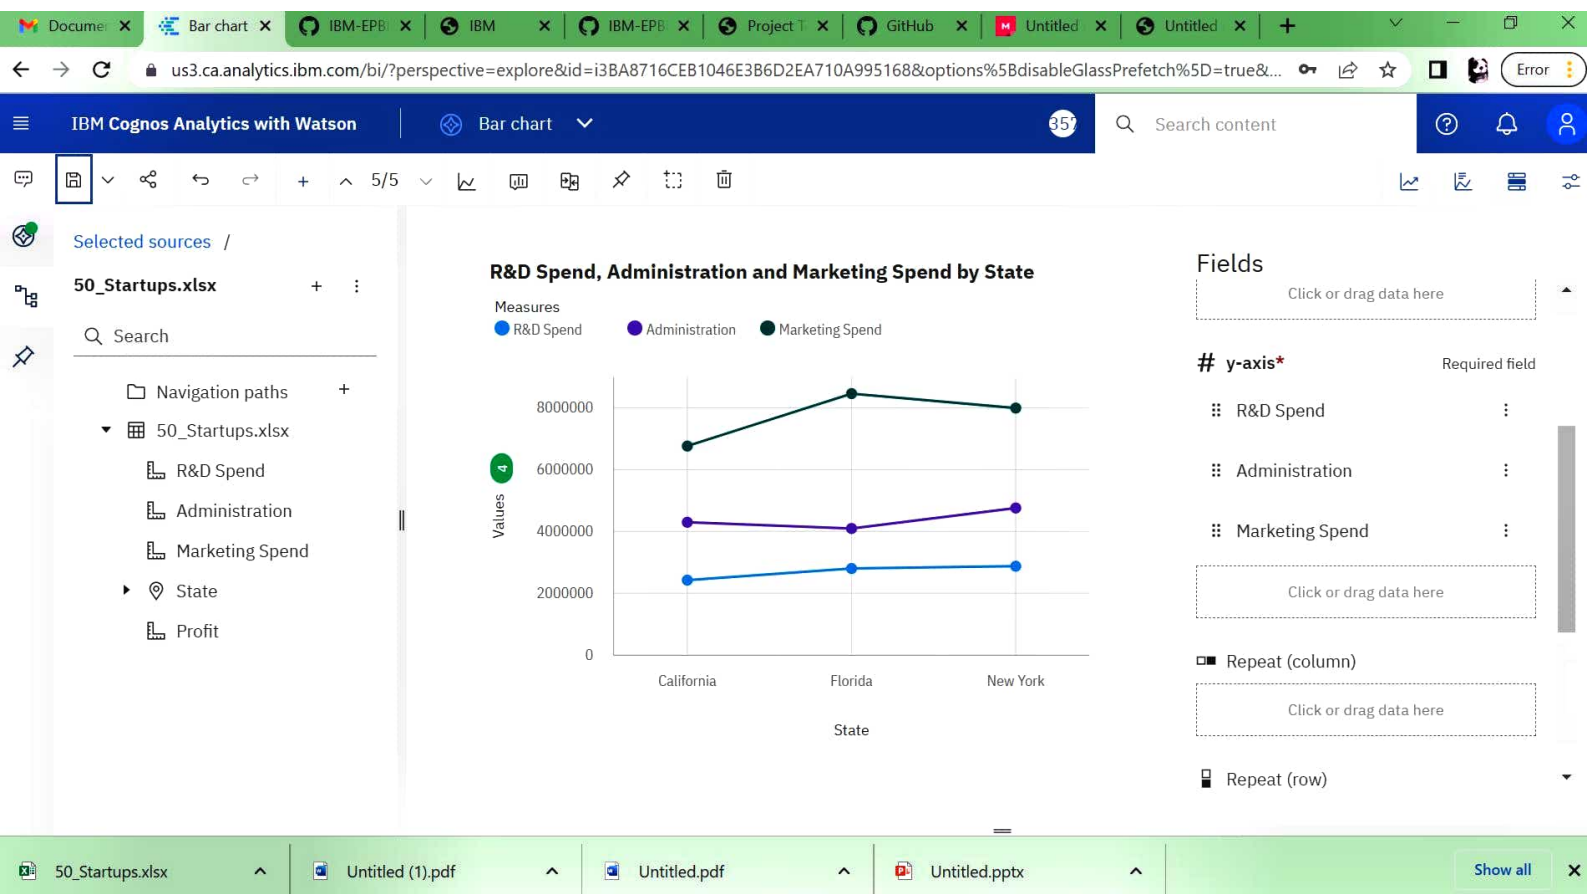 Documen
Bar chart
IBM-EPB
IBM
IBM-EPB
Project T
GitHub
Untitled
Untitled
us3.ca.analytics.ibm.com/bi/?perspective=explore&id=i3BA8716CEB1046E3B6D2EA710A995168&options%5BdisableGlassPrefetch%5D=true&...
Error
IBM Cognos Analytics with Watson
Bar chart
357
Search content
5/5
Selected sources /
50_Startups.xlsx
Search
Navigation paths
50_Startups.xlsx
R&D Spend
Administration
Marketing Spend
State
Profit
R&D Spend, Administration and Marketing Spend by State
Measures
R&D Spend Administration Marketing Spend
8000000
6000000
4000000
2000000
0
Values
4
California Florida New York
State
Fields
Click or drag data here
# y-axis* Required field
R&D Spend
Administration
Marketing Spend
Click or drag data here
Repeat (column)
Click or drag data here
Repeat (row)
50_Startups.xlsx
Untitled (1).pdf
Untitled.pdf
Untitled.pptx
Show all